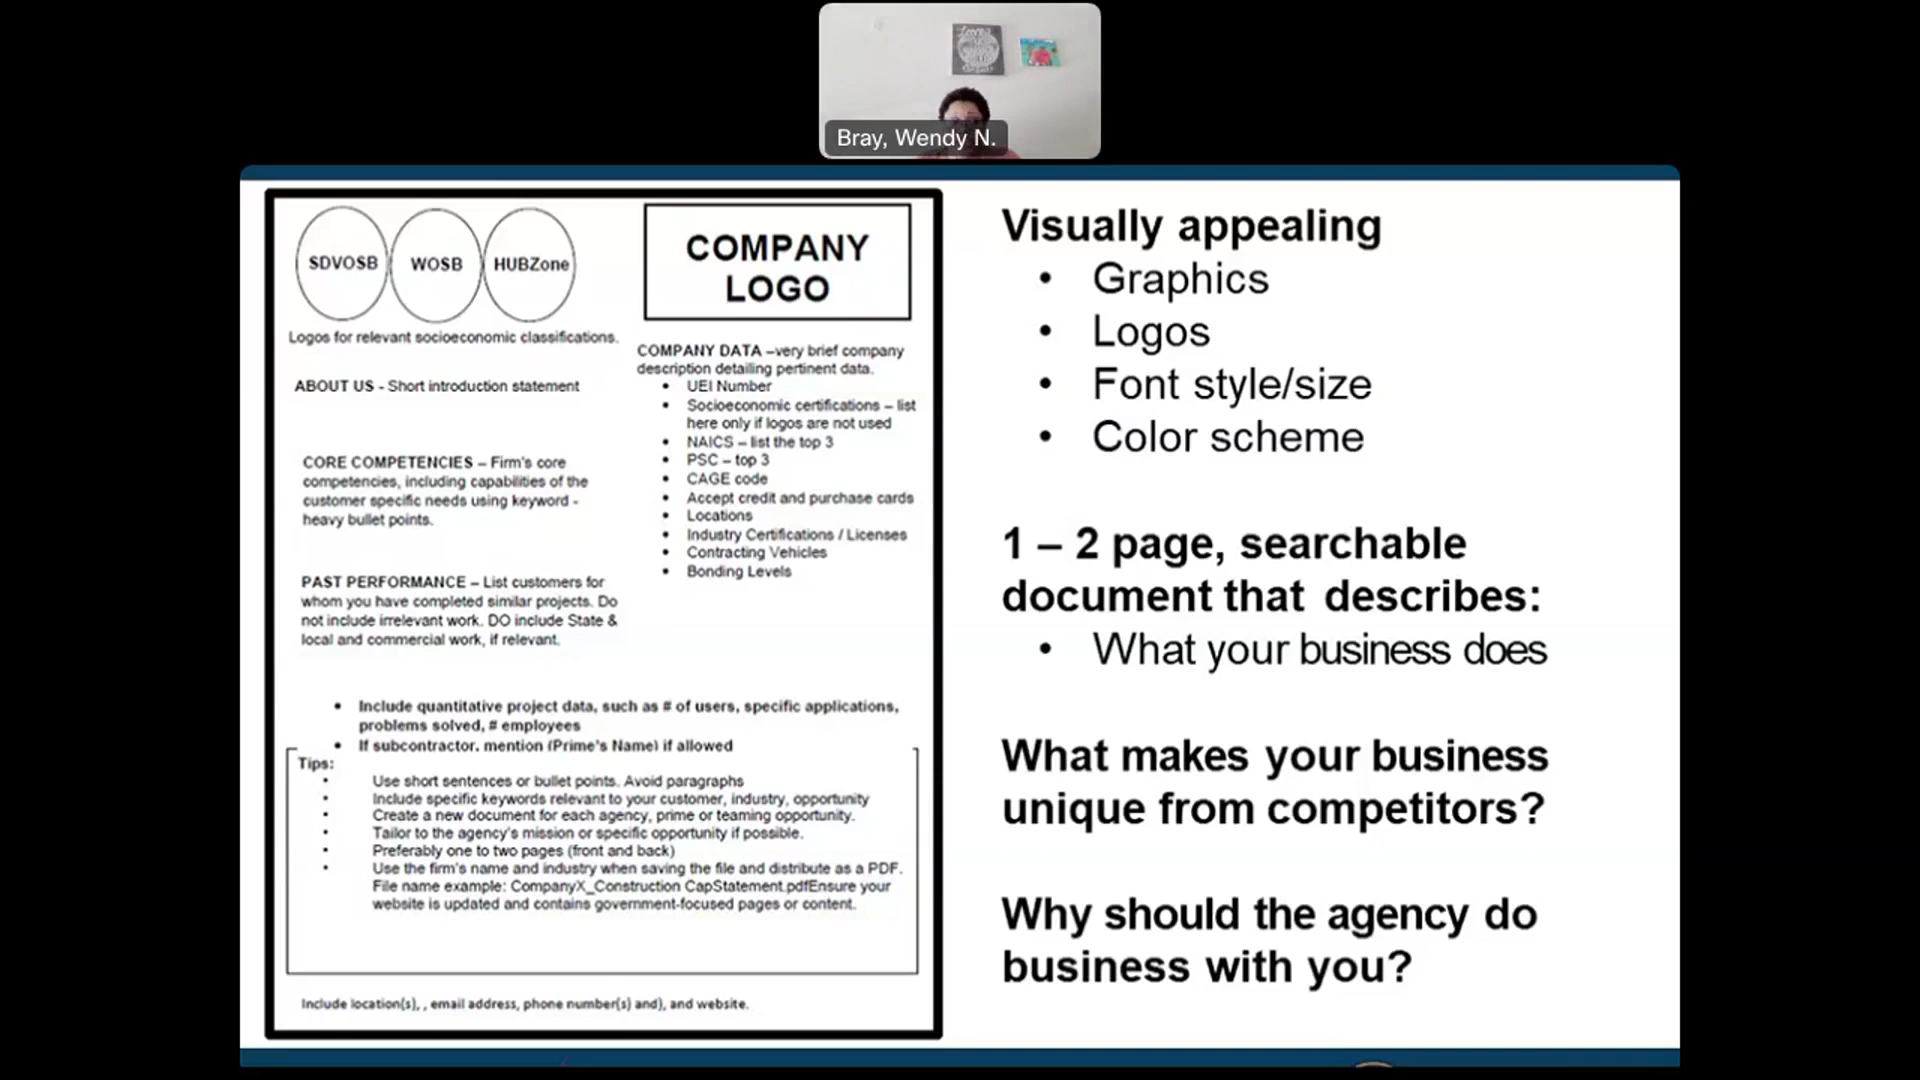 Bray, Wendy N.
SDVOSB
WOSB
HUBZone
Logos for relevant socioeconomic classifications.
COMPANY
LOGO
ABOUT US - Short introduction statement
CORE COMPETENCIES – Firm's core
competencies, including capabilities of the
customer specific needs using keyword -
heavy bullet points.
PAST PERFORMANCE – List customers for
whom you have completed similar projects. Do
not include irrelevant work. DO include State &
local and commercial work, if relevant.
COMPANY DATA –very brief company
description detailing pertinent data.
• UEI Number
• Socioeconomic certifications – list
here only if logos are not used
• NAICS – list the top 3
• PSC – top 3
• CAGE code
• Accept credit and purchase cards
• Locations
• Industry Certifications / Licenses
• Contracting Vehicles
• Bonding Levels
• Include quantitative project data, such as # of users, specific applications,
problems solved, # employees
• If subcontractor, mention (Prime's Name) if allowed
Tips:
• Use short sentences or bullet points. Avoid paragraphs
• Include specific keywords relevant to your customer, industry, opportunity
• Create a new document for each agency, prime or teaming opportunity.
• Tailor to the agency's mission or specific opportunity if possible.
• Preferably one to two pages (front and back)
• Use the firm's name and industry when saving the file and distribute as a PDF.
File name example: CompanyX_Construction CapStatement.pdfEnsure your
website is updated and contains government-focused pages or content.
Include location(s), , email address, phone number(s) and), and website.
Visually appealing
• Graphics
• Logos
• Font style/size
• Color scheme
1 – 2 page, searchable
document that describes:
• What your business does
What makes your business
unique from competitors?
Why should the agency do
business with you?